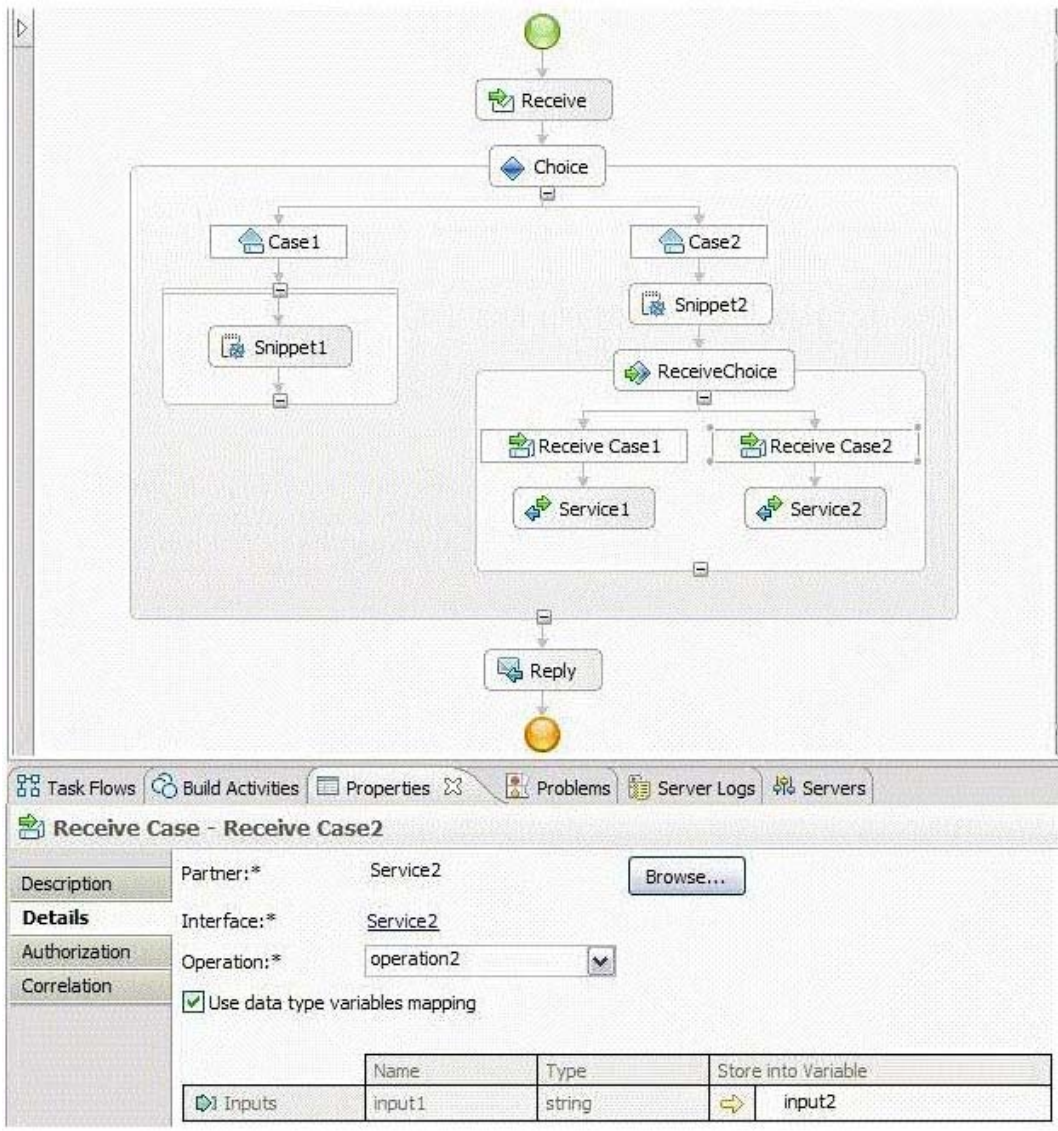 Receive
Choice
Case1
Case2
Snippet2
Snippet1
ReceiveChoice
Receive Case1
Receive Case2
Service1
Service2
Reply
Task Flows
Build Activities
Properties
Problems
Server Logs
Servers
Receive Case - Receive Case2
Description
Details
Authorization
Correlation
Partner:*
Service2
Browse...
Interface:*
Service2
Operation:*
operation2
Use data type variables mapping
Name
Type
Store into Variable
Inputs
input1
string
input2